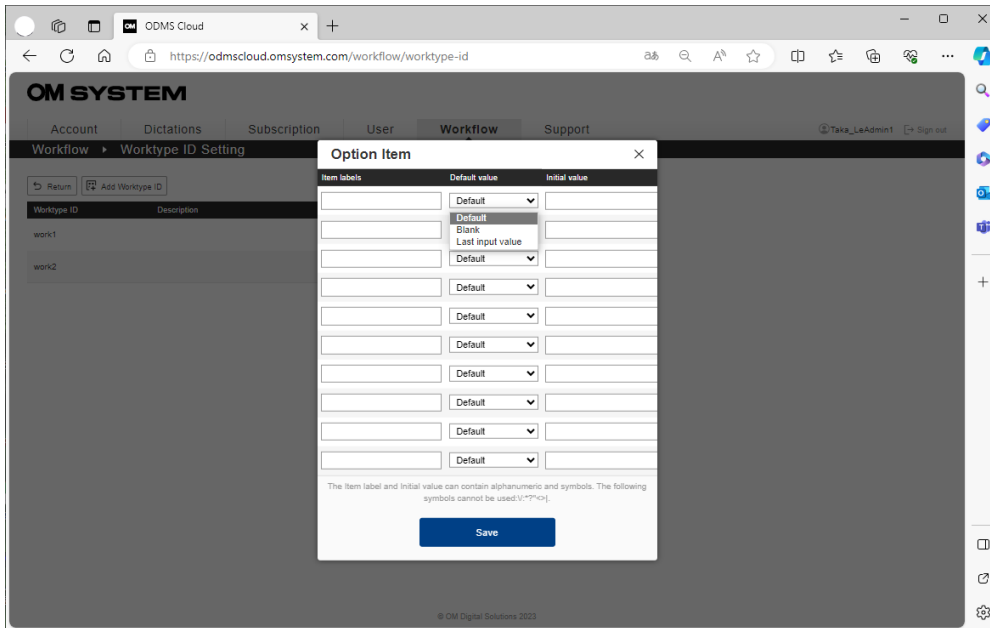 OM ODMS Cloud
https://odmscloud.omsystem.com/workflow/worktype-id
OM SYSTEM
Account Dictations Subscription User Workflow Support Taka_LeAdmin1 Sign out
Workflow Worktype ID Setting
Return Add Worktype ID
Worktype ID Description
work1
work2
Option Item
Item labels Default value Initial value
Default
Default
Blank
Last input value
Default
Default
Default
Default
Default
Default
Default
Default
The Item label and initial value can contain alphanumeric and symbols. The following
symbols cannot be used:\/:*?"<>|.
Save
© OM Digital Solutions 2023